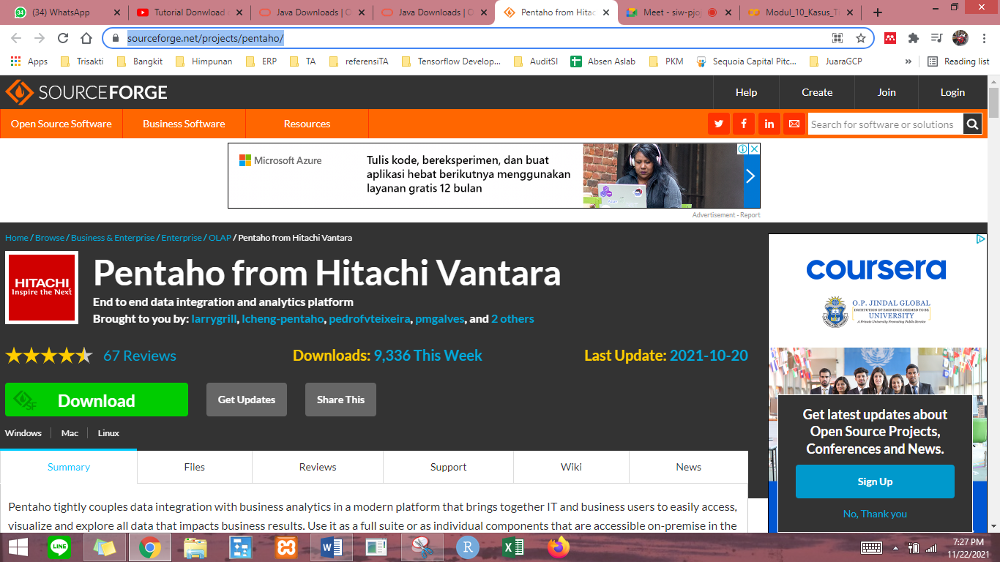 (34) WhatsApp
Tutorial Donwload
Java Downloads | O
Java Downloads | O
Pentaho from Hitac
Meet - siw-pjoj
Modul_10_Kasus_T
sourceforge.net/projects/pentaho/
Apps
Trisakti
Bangkit
Himpunan
ERP
TA
referensiTA
Tensorflow Develop...
AuditSI
Absen Aslab
PKM
Sequoia Capital Pitc...
JuaraGCP
»
Reading list
SOURCEFORGE
Help
Create
Join
Login
Open Source Software
Business Software
Resources
Search for software or solutions
Microsoft Azure
Tulis kode, bereksperimen, dan buat
aplikasi hebat berikutnya menggunakan
layanan gratis 12 bulan
Advertisement - Report
Home / Browse / Business & Enterprise / Enterprise / OLAP / Pentaho from Hitachi Vantara
HITACHI
Inspire the Next
Pentaho from Hitachi Vantara
End to end data integration and analytics platform
Brought to you by: larrygrill, lcheng-pentaho, pedrofvteixeira, pmgalves, and 2 others
67 Reviews
Downloads: 9,336 This Week
Last Update: 2021-10-20
SF
Download
Get Updates
Share This
Windows
Mac
Linux
Summary
Files
Reviews
Support
Wiki
News
Pentaho tightly couples data integration with business analytics in a modern platform that brings together IT and business users to easily access,
visualize and explore all data that impacts business results. Use it as a full suite or as individual components that are accessible on-premise in the
coursera
O.P. JINDAL GLOBAL
INSTITUTION OF EMINENCE DEEMED TO BE
UNIVERSITY
A Private University Promoting Public Service
Get latest updates about
Open Source Projects,
Conferences and News.
Sign Up
No, Thank you
LINE
7:27 PM
11/22/2021